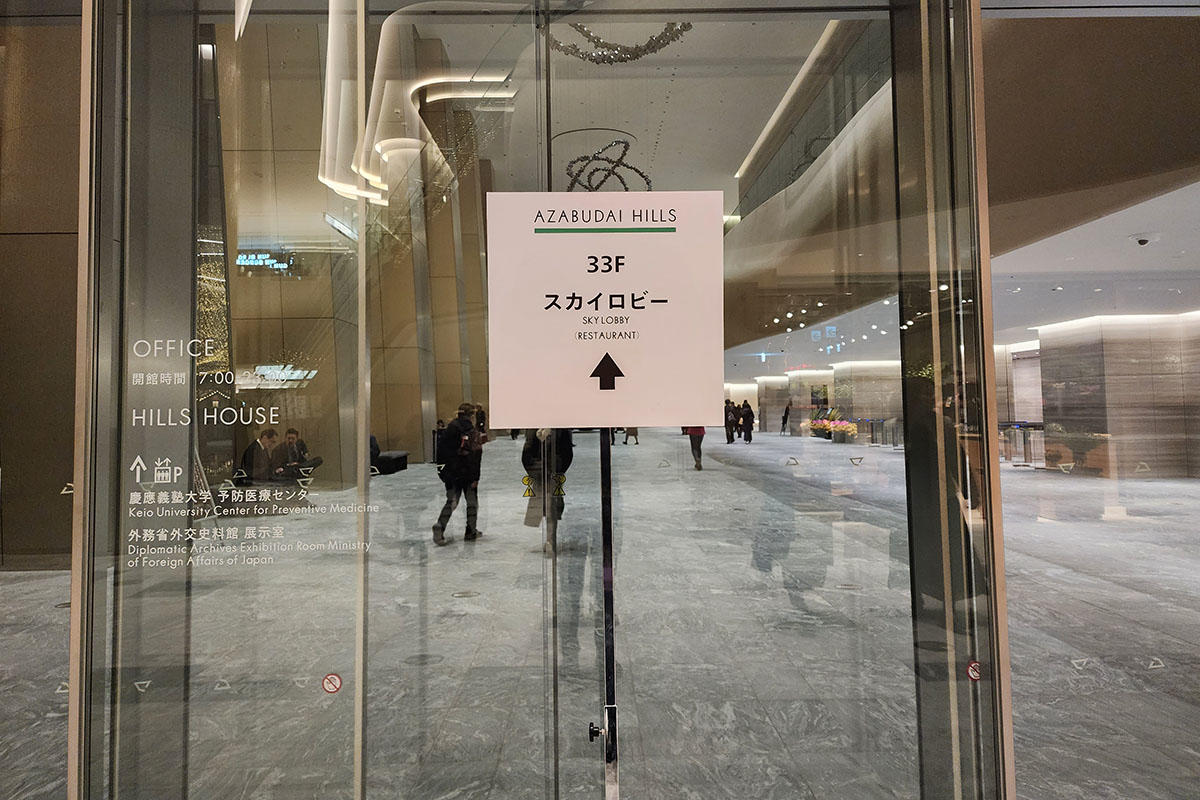 AZABUDAI HILLS
33F
スカイロビー
SKY LOBBY
(RESTAURANT)
OFFICE
開館時間 7:00
HILLS HOUSE
P
慶應義塾大学 予防医療センター
Keio University Center for Preventive Medicine
外務省外交史料館 展示室
Diplomatic Archives Exhibition Room Ministry
of Foreign Affairs of Japan